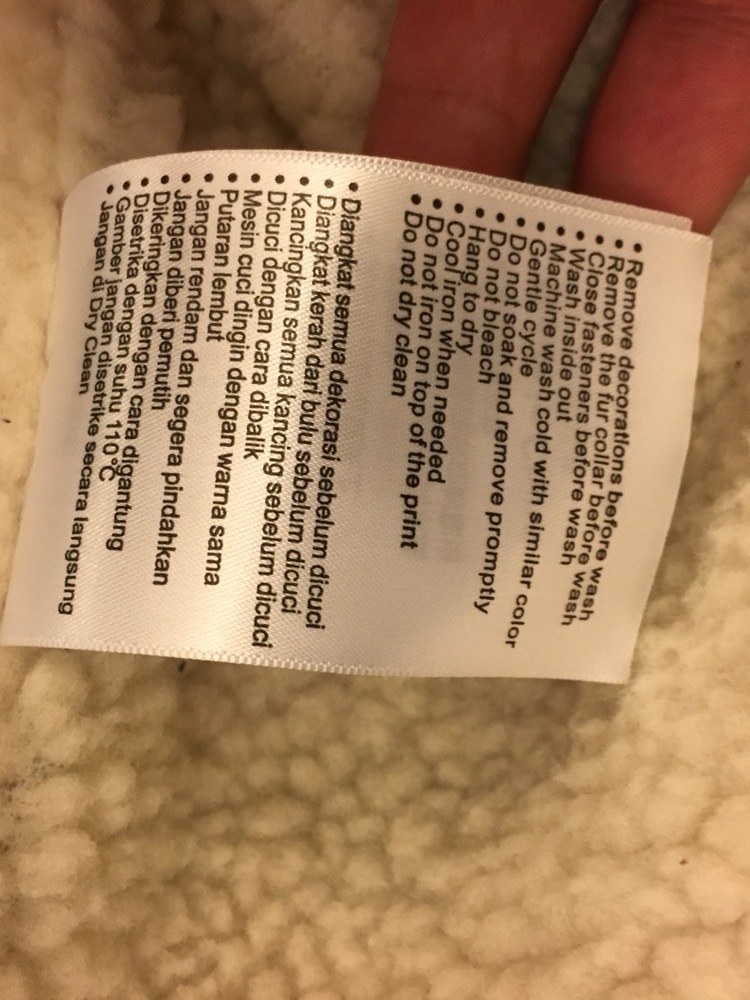 • Remove decorations before wash
• Remove the fur collar before wash
• Close fasteners before wash
• Wash inside out
• Machine wash cold with similar color
• Gentle cycle
• Do not soak and remove promptly
• Do not bleach
• Hang to dry
• Cool iron when needed
• Do not iron on top of the print
• Do not dry clean
• Diangkat semua dekorasi sebelum dicuci
• Diangkat kerah dari bulu sebelum dicuci
• Kancingkan semua kancing sebelum dicuci
• Dicuci dengan cara dibalik
• Mesin cuci dingin dengan warna sama
• Putaran lembut
• Jangan rendam dan segera pindahkan
• Jangan diberi pemutih
• Dikeringkan dengan cara digantung
• Disetrika dengan suhu 110°C
• Gamber jangan disetrike secara langsung
• Jangan di Dry Clean